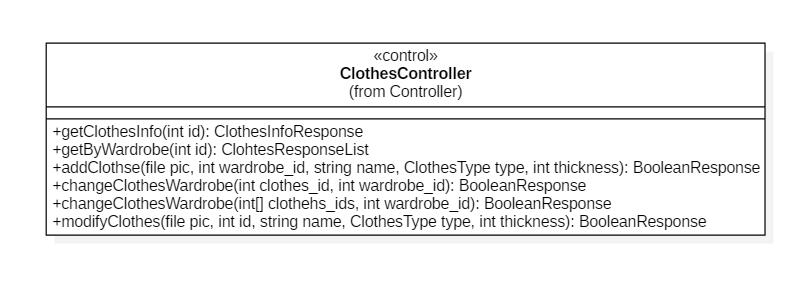 «control»
ClothesController
(from Controller)
+getClothesInfo(int id): ClothesInfoResponse
+getByWardrobe(int id): ClohtesResponseList
+addClothse(file pic, int wardrobe_id, string name, ClothesType type, int thickness): BooleanResponse
+changeClothesWardrobe(int clothes_id, int wardrobe_id): BooleanResponse
+changeClothesWardrobe(int[] clothehs_ids, int wardrobe_id): BooleanResponse
+modifyClothes(file pic, int id, string name, ClothesType type, int thickness): BooleanResponse